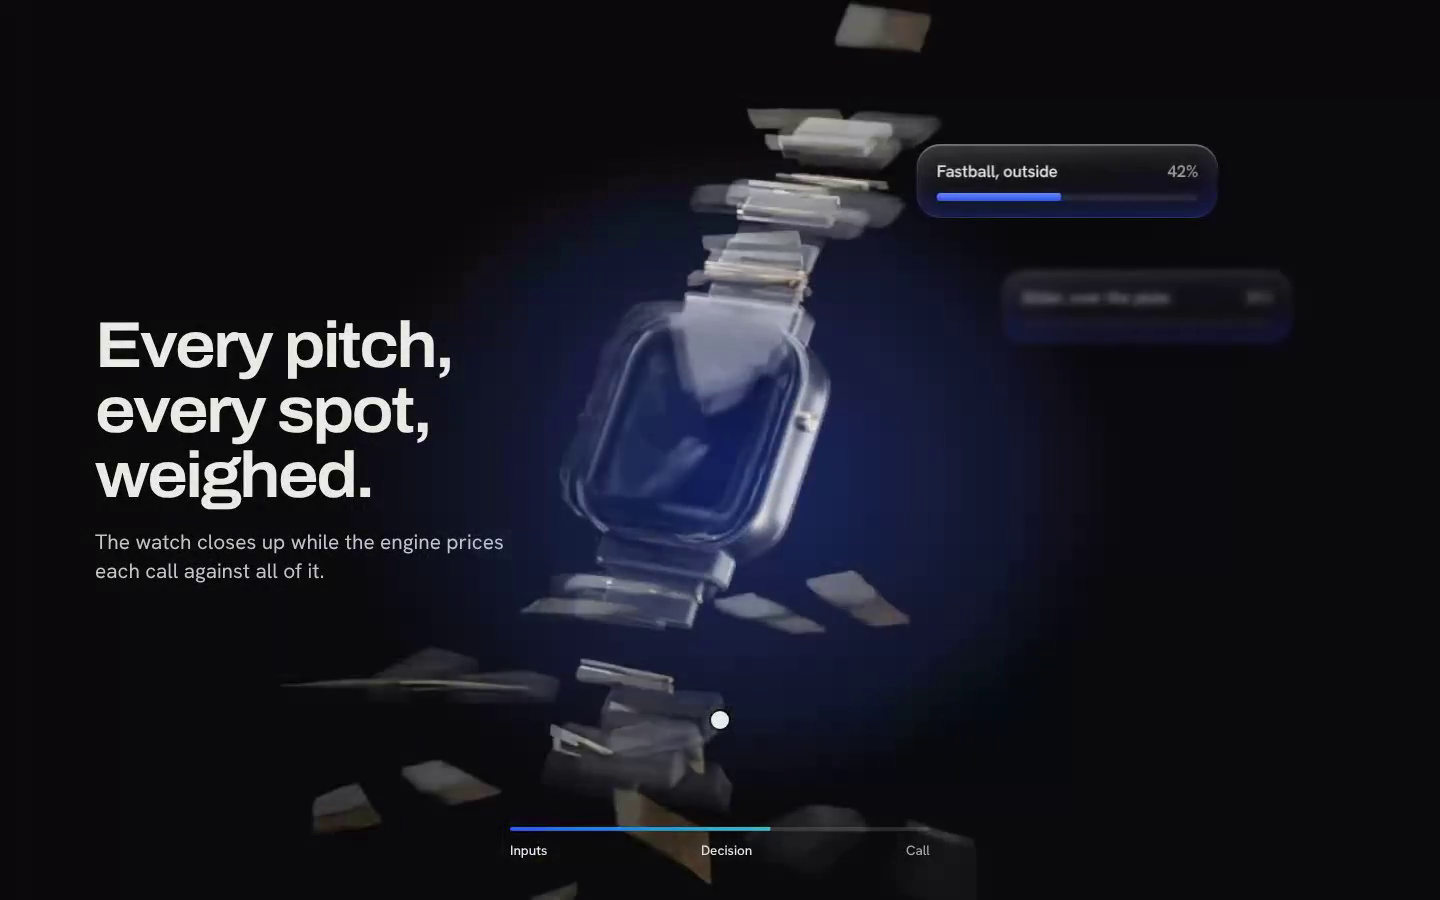 Fastball, outside 42%
Every pitch,
every spot,
weighed.
The watch closes up while the engine prices
each call against all of it.
Inputs Decision Call